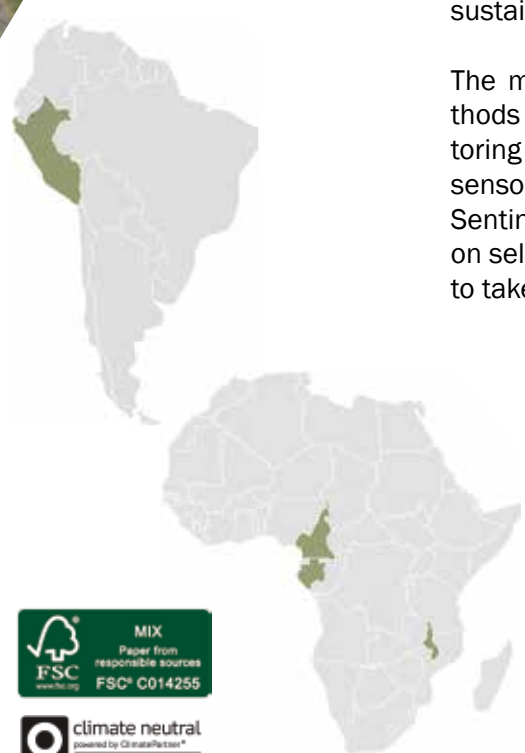 sustai
The m
thods
toring
senso
Sentin
on sel
to take
MIX
Paper from
responsible sources
FSC
www.fsc.org
FSC® C014255
climate neutral
powered by ClimatePartner®